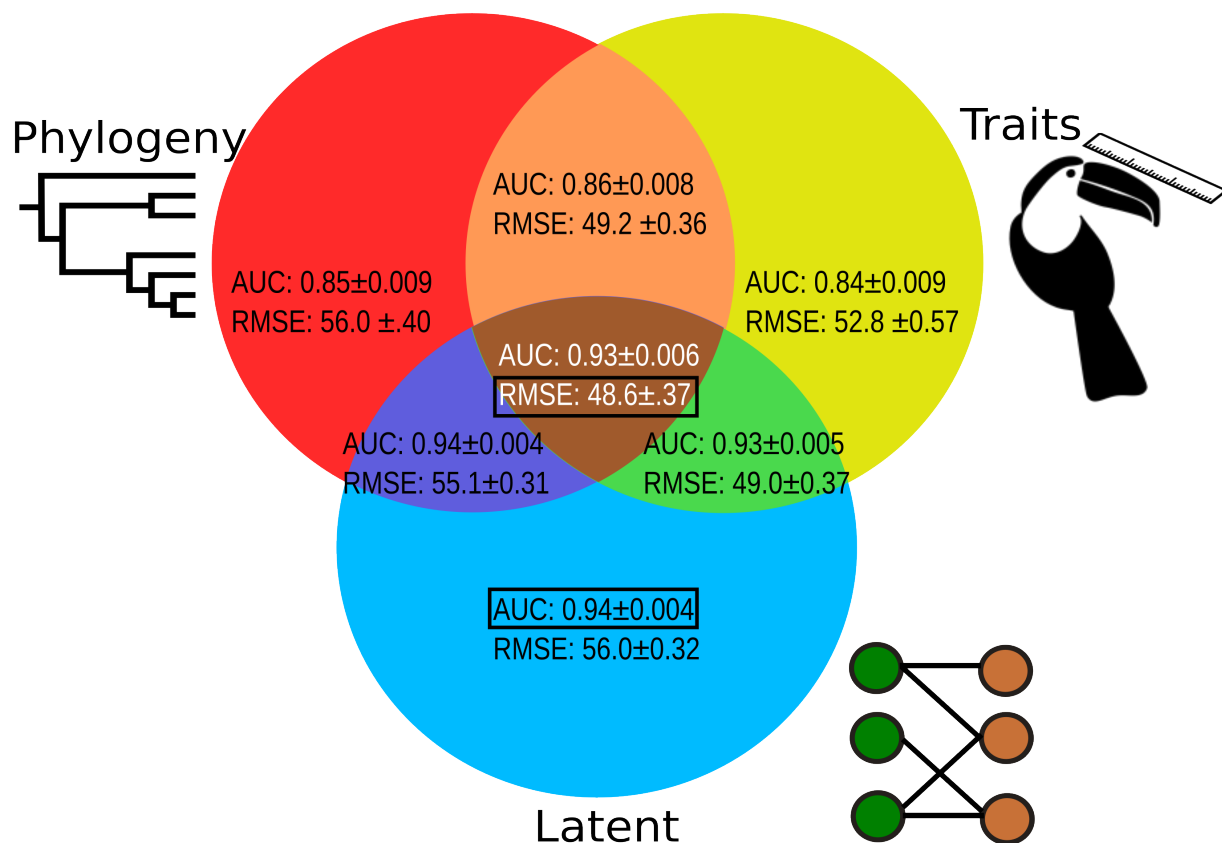 Phylogeny
Traits
AUC: 0.86±0.008
RMSE: 49.2 ±0.36
AUC: 0.85±0.009
RMSE: 56.0 ±.40
AUC: 0.84±0.009
RMSE: 52.8 ±0.57
AUC: 0.93±0.006
RMSE: 48.6±.37
AUC: 0.94±0.004
RMSE: 55.1±0.31
AUC: 0.93±0.005
RMSE: 49.0±0.37
AUC: 0.94±0.004
RMSE: 56.0±0.32
Latent